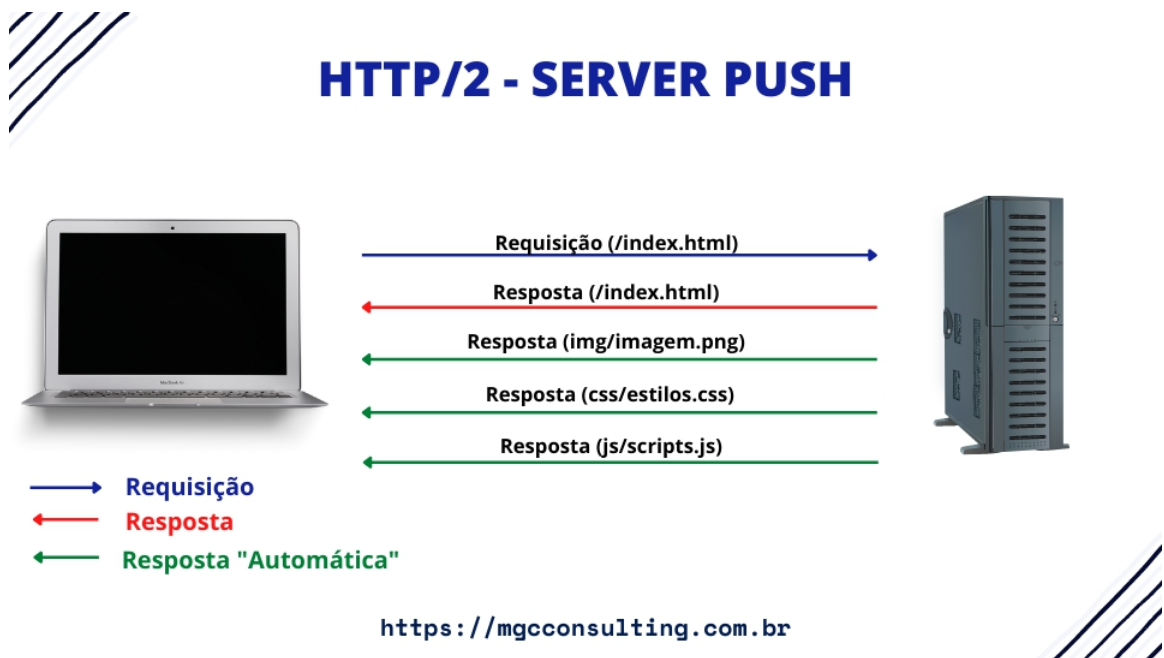 HTTP/2 - SERVER PUSH
Requisição (/index.html)
Resposta (/index.html)
Resposta (img/imagem.png)
Resposta (css/estilos.css)
Resposta (js/scripts.js)
Requisição
Resposta
Resposta "Automática"
https://mgcconsulting.com.br